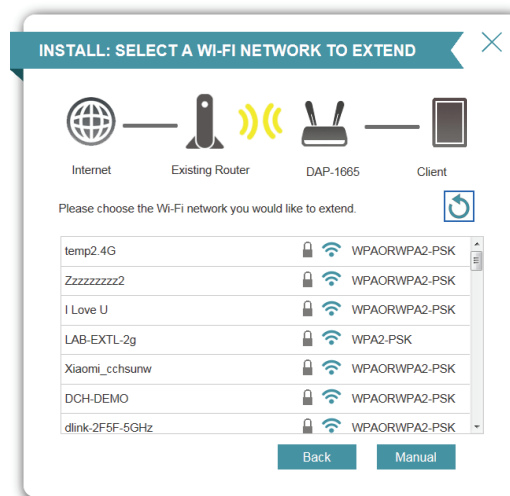 INSTALL: SELECT A WI-FI NETWORK TO EXTEND
Internet Existing Router DAP-1665 Client
Please choose the Wi-Fi network you would like to extend.
temp2.4G WPAORWPA2-PSK
Zzzzzzzzz2 WPAORWPA2-PSK
I Love U WPAORWPA2-PSK
LAB-EXTL-2g WPA2-PSK
Xiaomi_cchsunw WPAORWPA2-PSK
DCH-DEMO WPAORWPA2-PSK
dlink-2F5F-5GHz WPAORWPA2-PSK
Back Manual